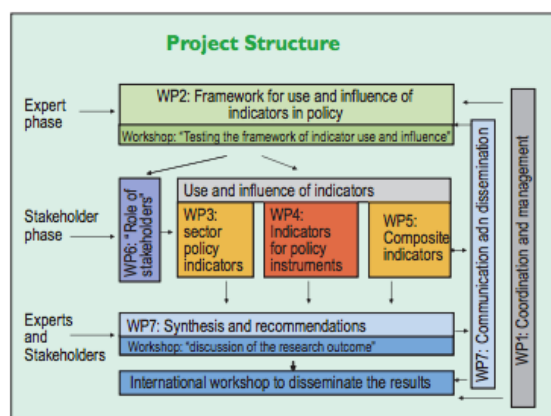 Project Structure
Expert
phase
WP2: Framework for use and influence of
indicators in policy
Workshop: "Testing the framework of indicator use and influence"
Stakeholder
phase
WP6: "Role of
stakeholders"
Use and influence of indicators
WP3:
sector
policy
indicators
WP4:
Indicators
for policy
instruments
WP5:
Composite
indicators
Experts
and
Stakeholders
WP7: Synthesis and recommendations
Workshop: "discussion of the research outcome"
International workshop to disseminate the results
WP7: Communication adn dissemination
WP1: Coordination and management